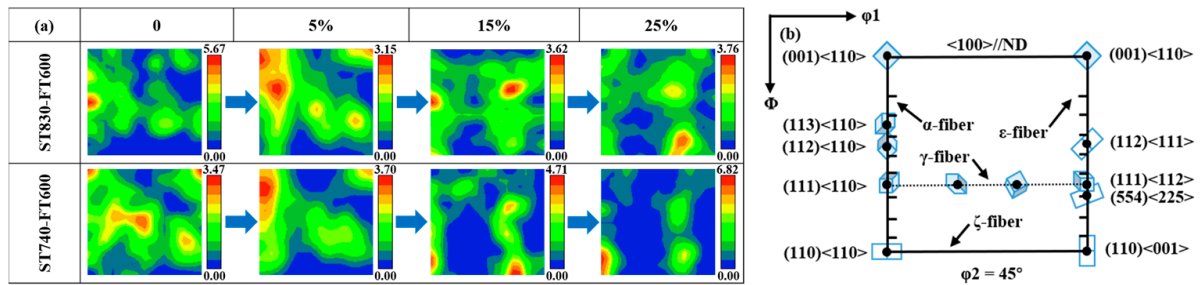 (a) 0 5% 15% 25%
ST830-FT600
5.67 3.15 3.62 3.76
0.00 0.00 0.00 0.00
ST740-FT600
3.47 3.70 4.71 6.82
0.00 0.00 0.00 0.00
(b)
φ1
Φ
<100>//ND
(001)<110> (001)<110>
α-fiber ε-fiber
(113)<110>
(112)<110> (112)<111>
γ-fiber
(111)<110> (111)<112>
(554)<225>
ζ-fiber
(110)<110> (110)<001>
φ2 = 45°